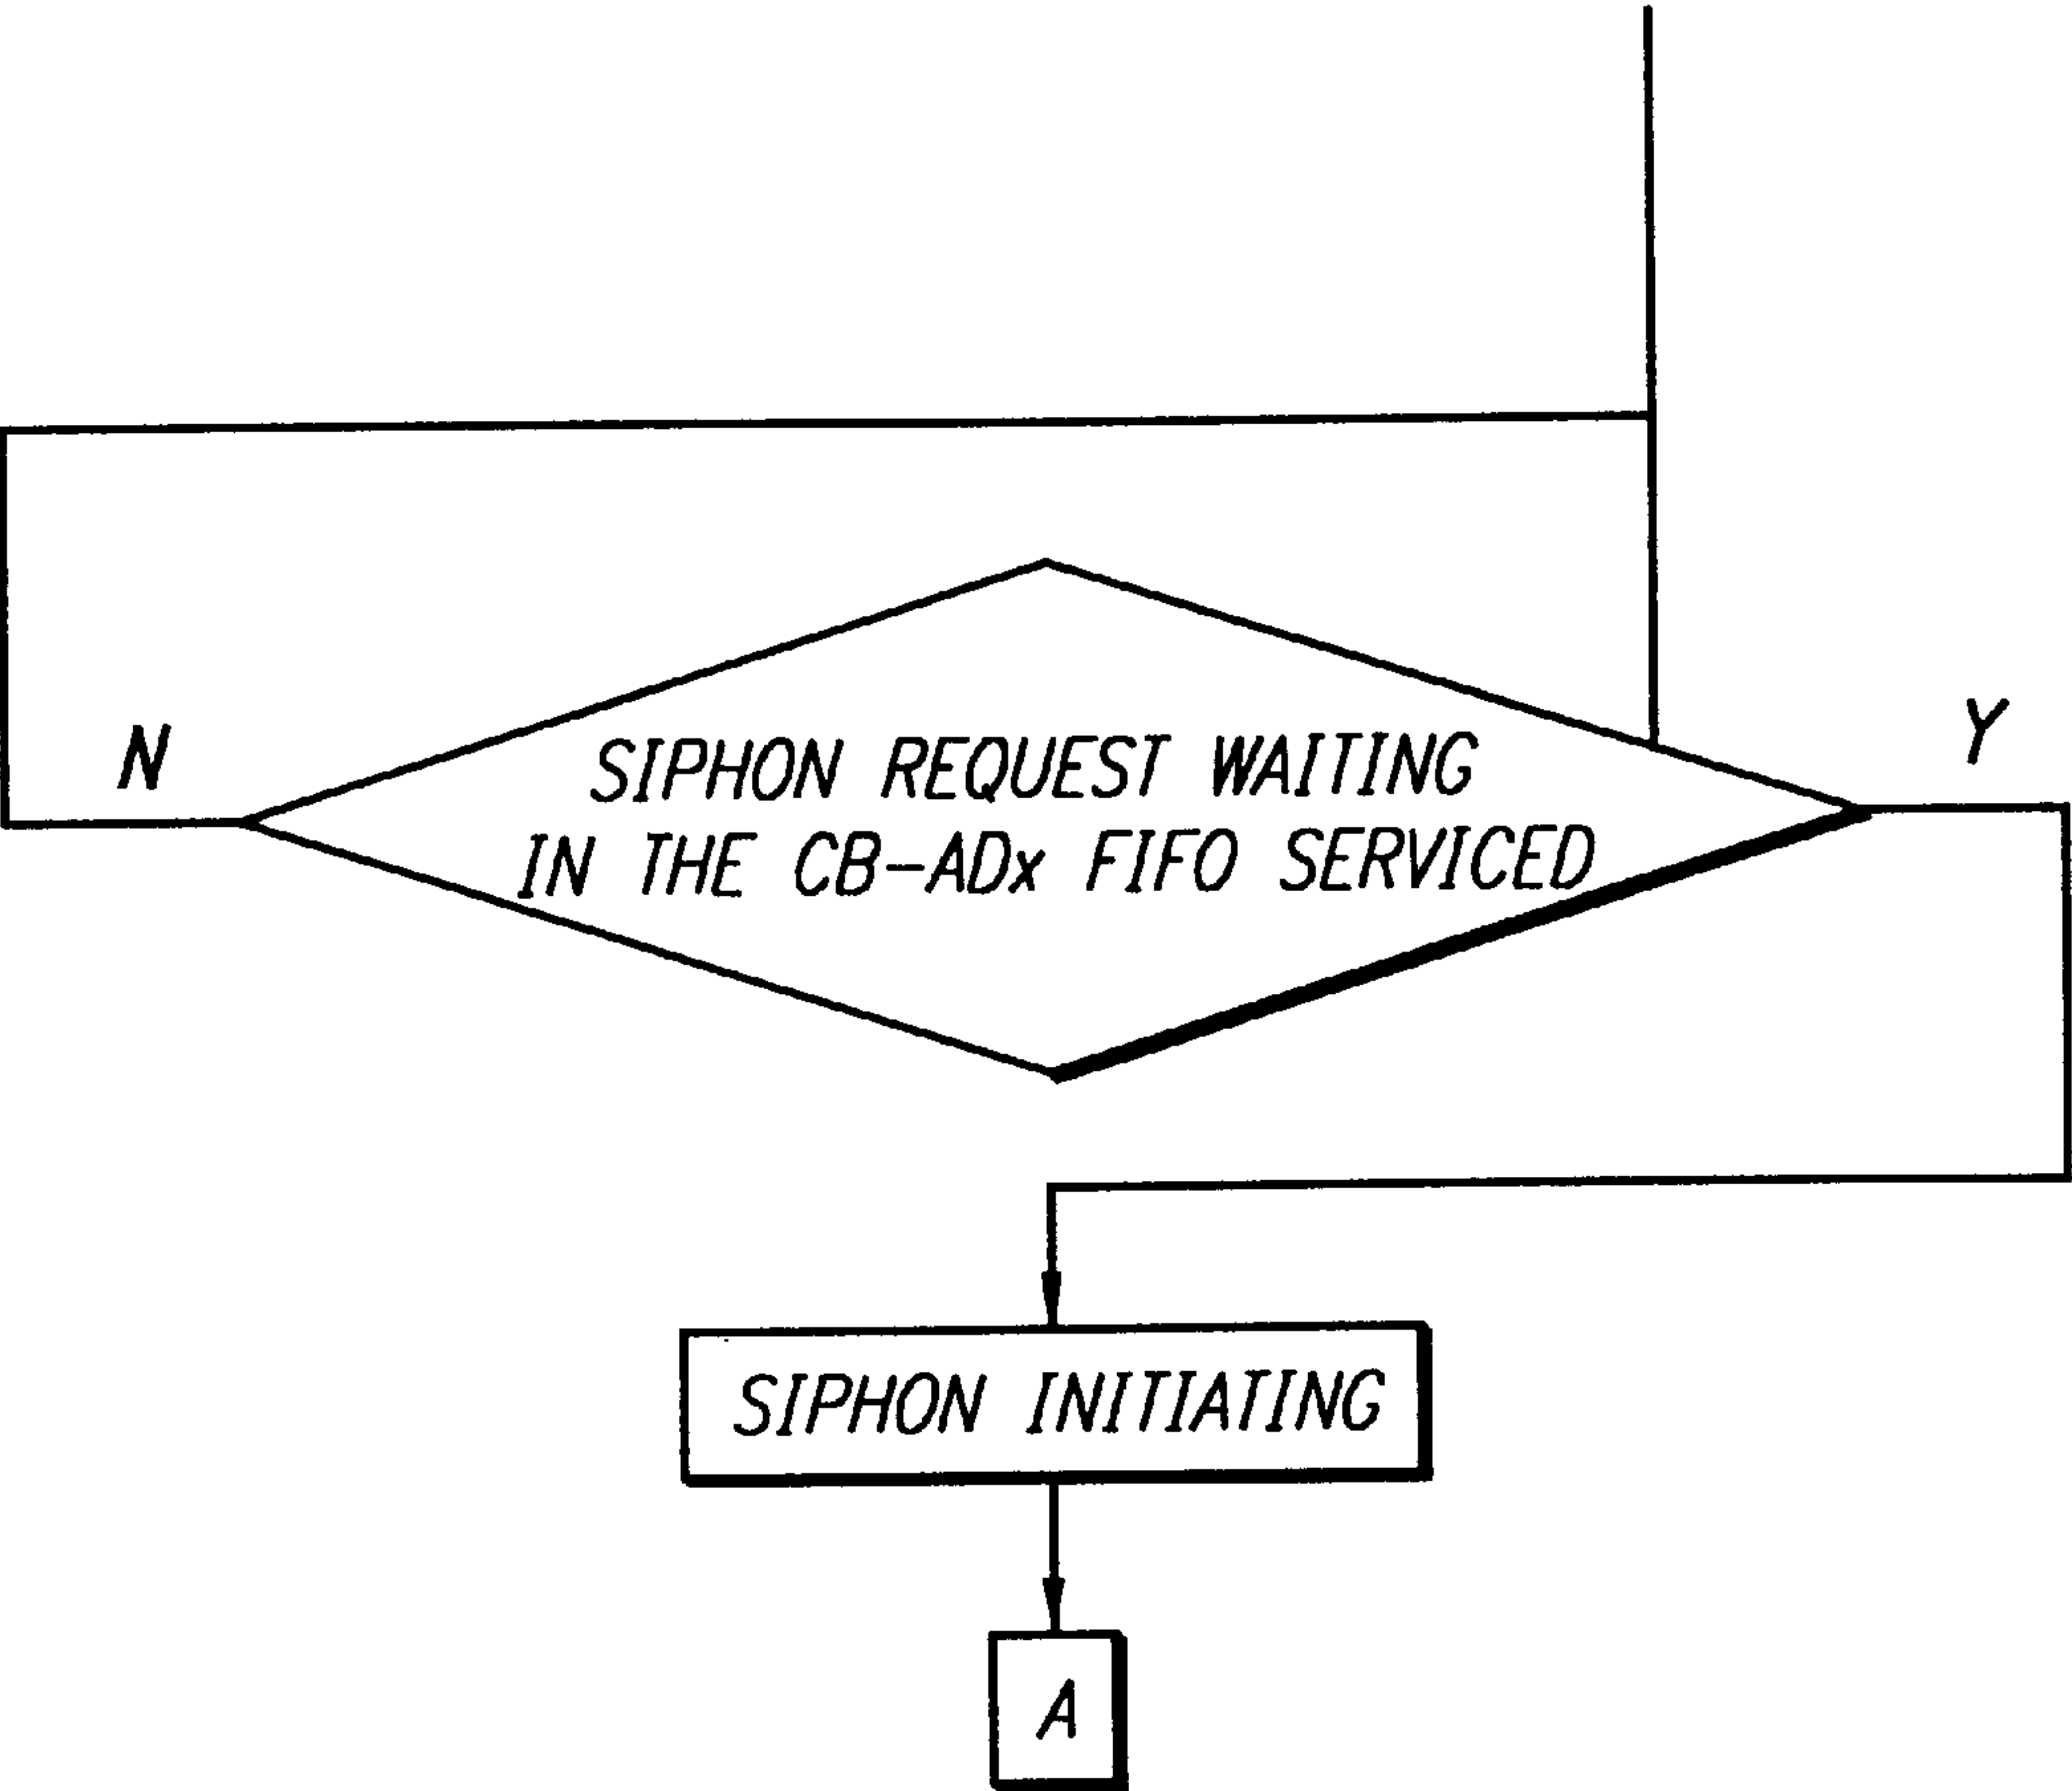 N
Y
SIPHON REQUEST WAITING
IN THE CB-ADx FIFO SERVICED
SIPHON INITIATING
A